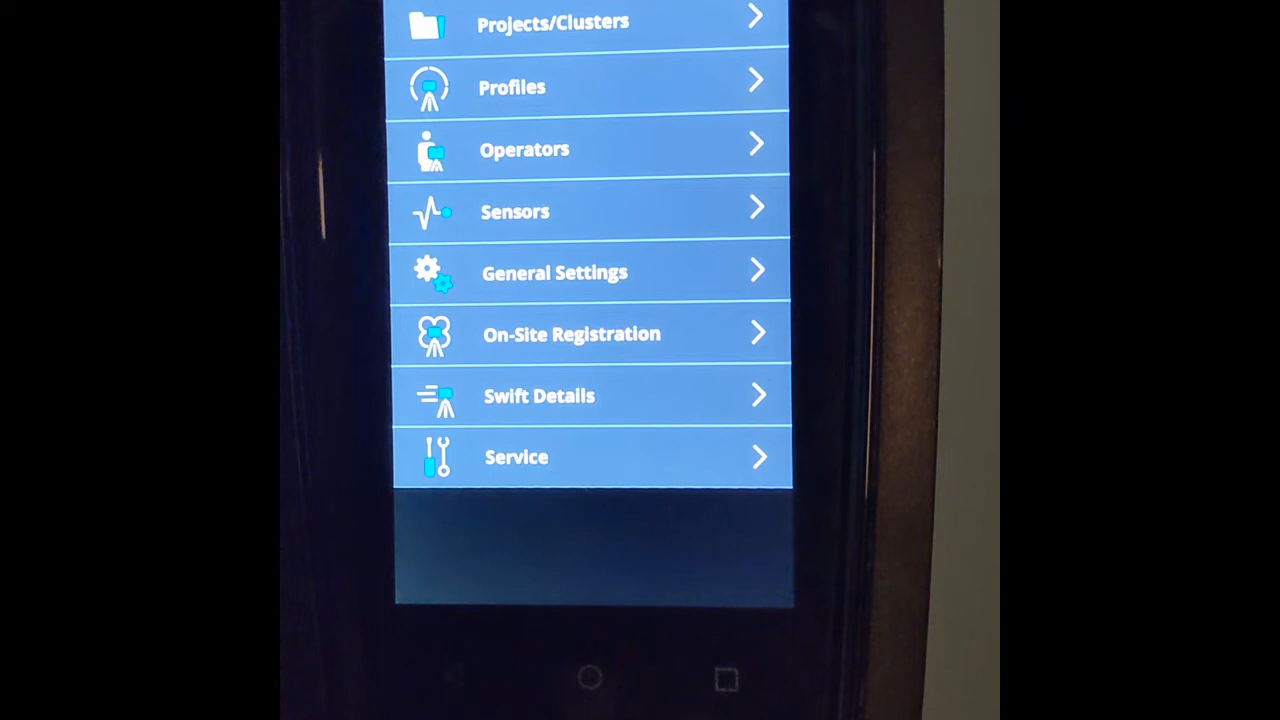 Projects/Clusters
Profiles
Operators
Sensors
General Settings
On-Site Registration
Swift Details
Service